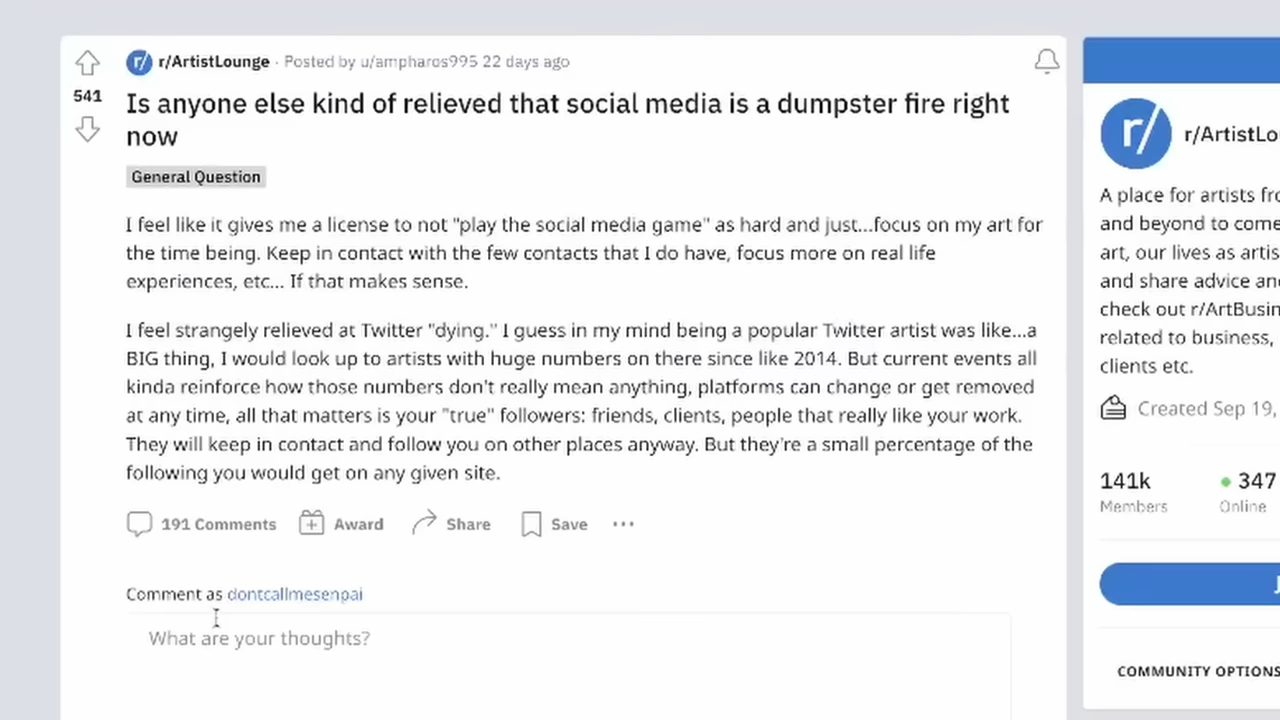 r/ArtistLounge · Posted by u/ampharos995 22 days ago
541
Is anyone else kind of relieved that social media is a dumpster fire right
now
General Question
I feel like it gives me a license to not "play the social media game" as hard and just...focus on my art for
the time being. Keep in contact with the few contacts that I do have, focus more on real life
experiences, etc... If that makes sense.
I feel strangely relieved at Twitter "dying." I guess in my mind being a popular Twitter artist was like...a
BIG thing, I would look up to artists with huge numbers on there since like 2014. But current events all
kinda reinforce how those numbers don't really mean anything, platforms can change or get removed
at any time, all that matters is your "true" followers: friends, clients, people that really like your work.
They will keep in contact and follow you on other places anyway. But they're a small percentage of the
following you would get on any given site.
191 Comments Award Share Save
Comment as dontcallmesenpai
What are your thoughts?
r/
r/ArtistLo
A place for artists fr
and beyond to come
art, our lives as artis
and share advice an
check out r/ArtBusin
related to business,
clients etc.
Created Sep 19,
141k 347
Members Online
COMMUNITY OPTIONS